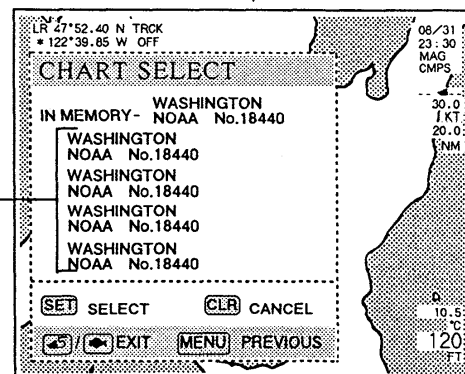 LR 47°52.40 N TRCK
* 122°39.85 W OFF
CHART SELECT
IN MEMORY- WASHINGTON
NOAA No.18440
WASHINGTON
NOAA No.18440
WASHINGTON
NOAA No.18440
WASHINGTON
NOAA No.18440
WASHINGTON
NOAA No.18440
SET SELECT CLR CANCEL
/ EXIT MENU PREVIOUS
08/31
23:30
MAG
CMPS
30.0
KT
20.0
NM
10.5
°C
120
FT